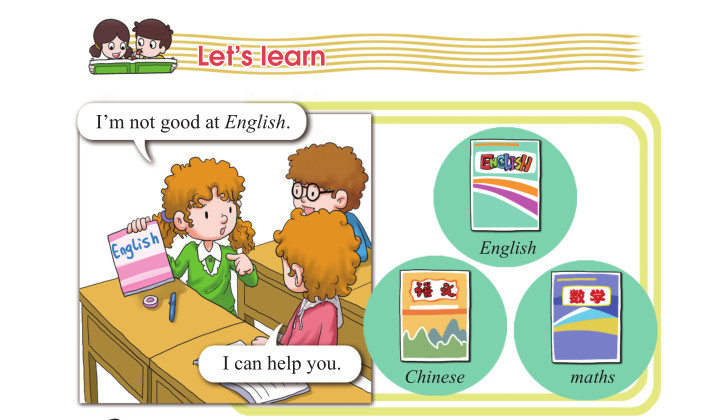 Let's learn
I'm not good at English.
English
I can help you.
ENGLISH
English
语文
Chinese
数学
maths